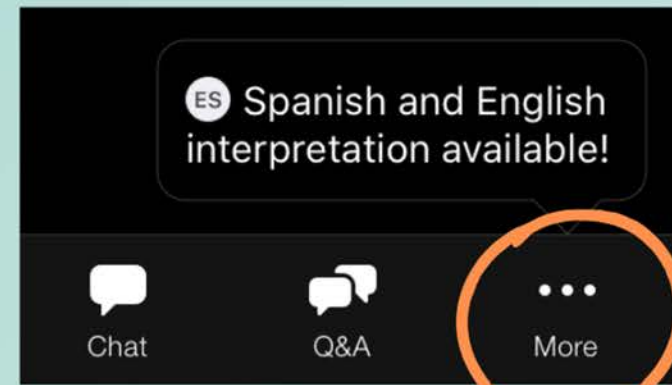 ES Spanish and English
interpretation available!
Chat
Q&A
More